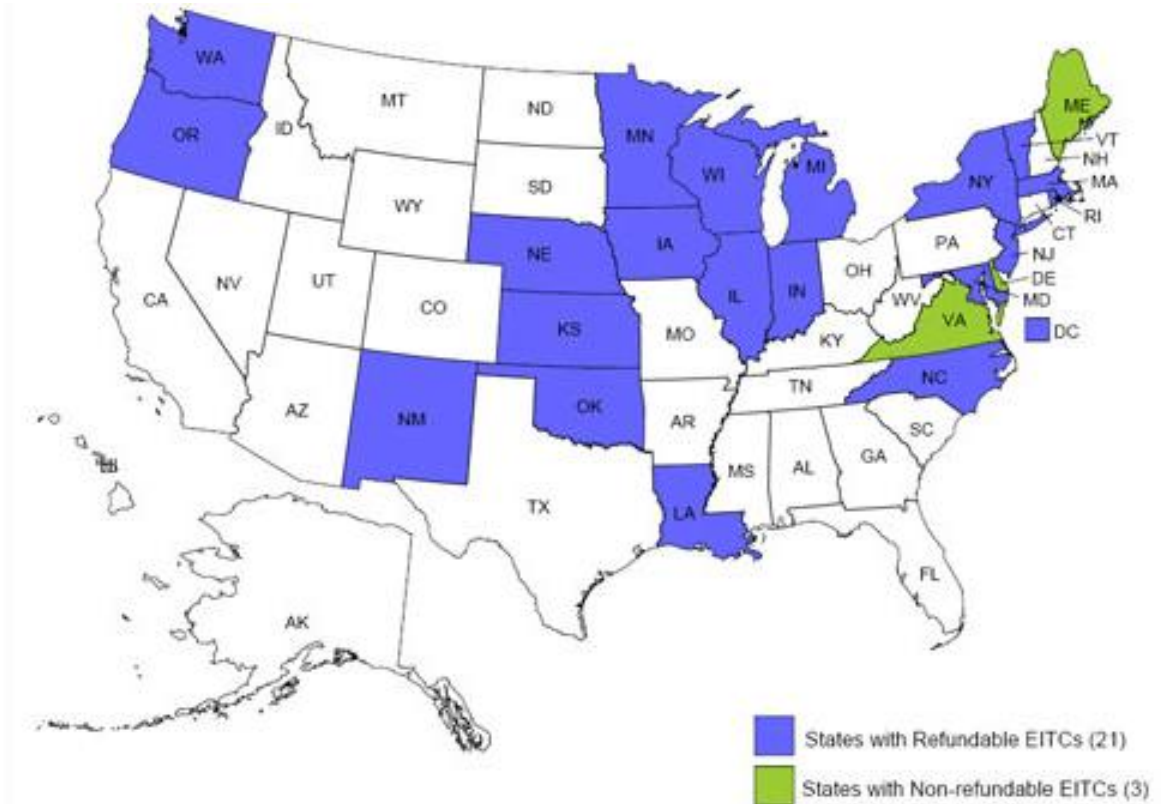 WA
MT
ND
MN
ME
OR
ID
VT
NH
WI
MI
NY
MA
SD
WY
RI
CT
IA
PA
NE
NJ
OH
DE
NV
UT
IL
IN
CA
CO
WV
MD
VA
KS
MO
KY
DC
NC
TN
AZ
OK
NM
AR
SC
MS
AL
GA
HI
TX
LA
FL
AK
States with Refundable EITCs (21)
States with Non-refundable EITCs (3)